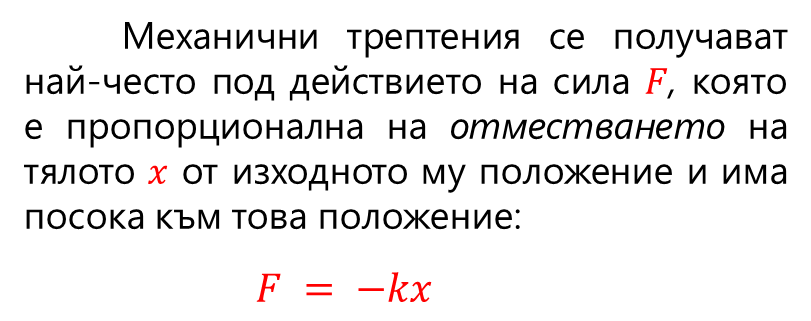 Механични трептения се получават
най-често под действието на сила F, която
е пропорционална на отместването на
тялото x от изходното му положение и има
посока към това положение:
F = −kx